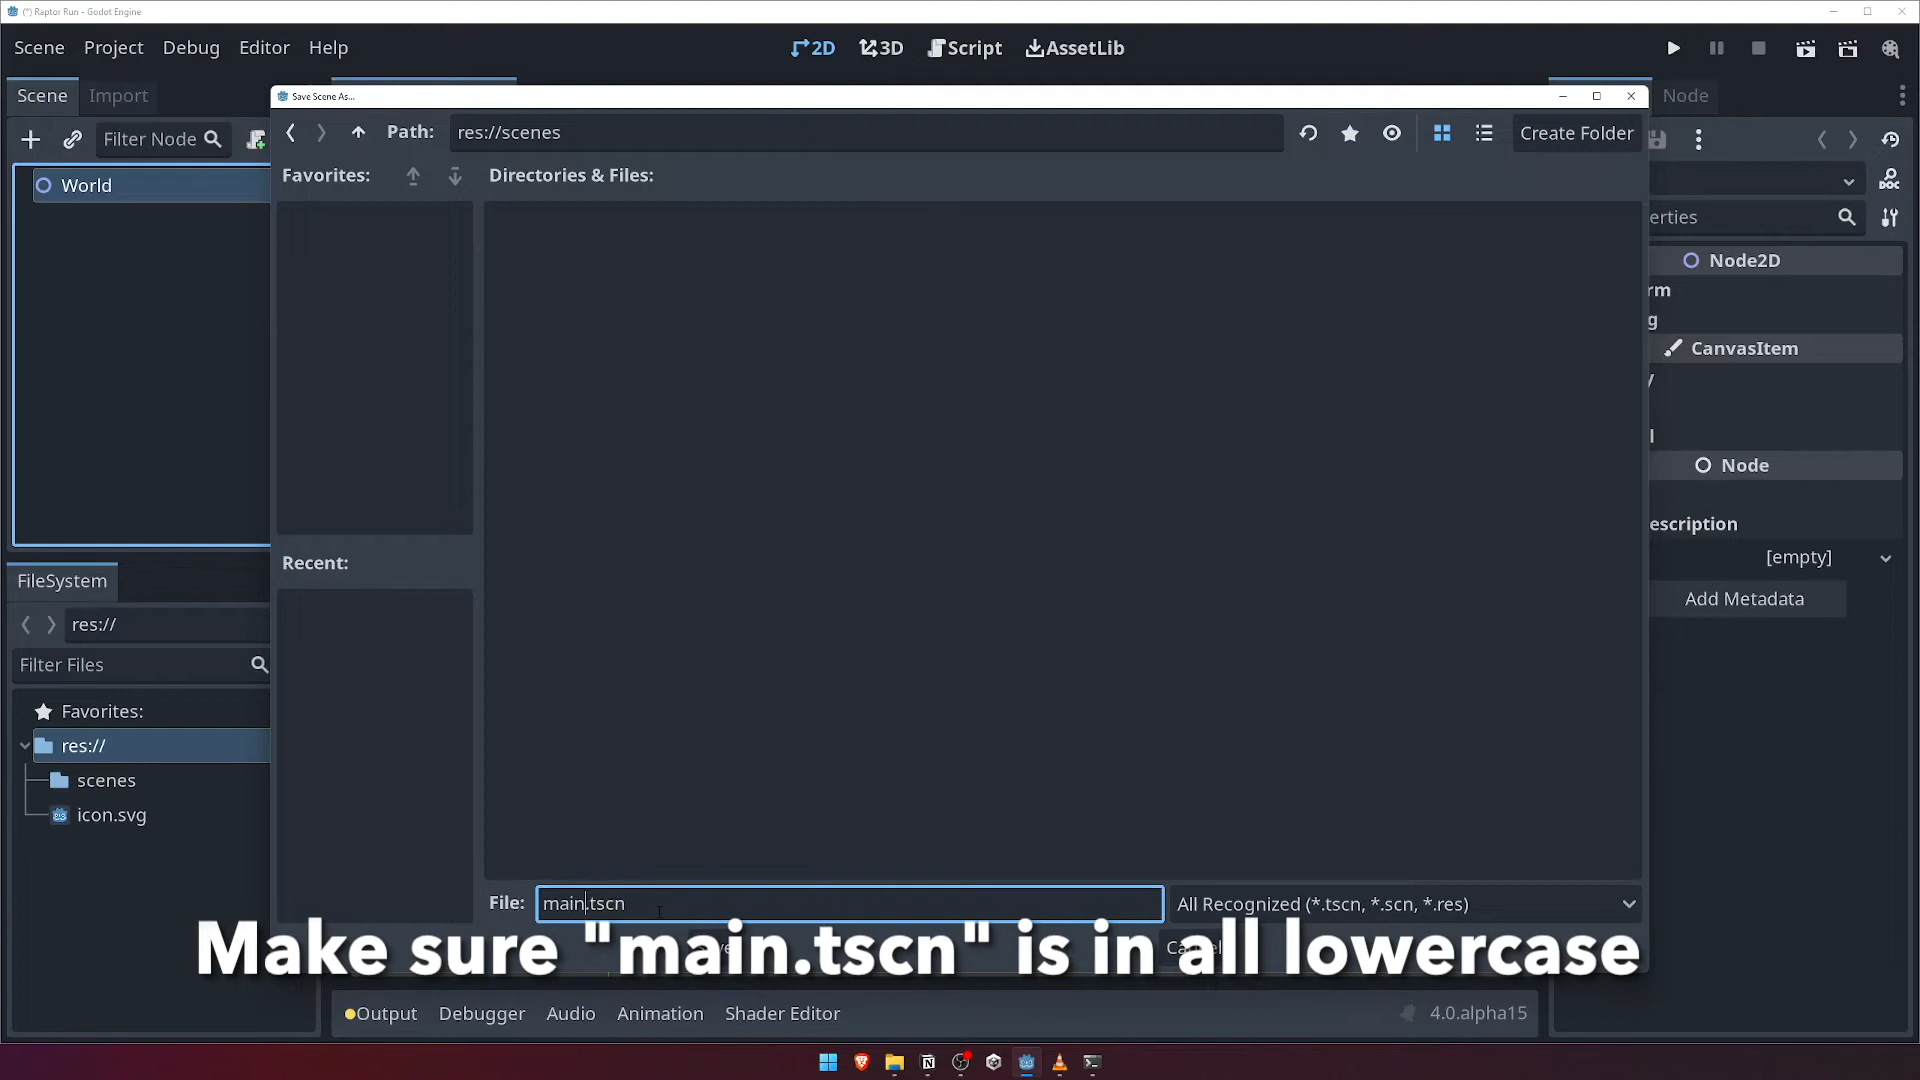 (*) Raptor Run - Godot Engine
Scene Project Debug Editor Help
2D 3D Script AssetLib
Scene Import
Node
Save Scene As...
Filter Node
Path: res://scenes
Create Folder
World
Favorites:
Directories & Files:
erties
Node2D
rm
g
CanvasItem
y
l
Node
escription
[empty]
Add Metadata
Recent:
FileSystem
res://
Filter Files
Favorites:
res://
scenes
icon.svg
File: main.tscn
All Recognized (*.tscn, *.scn, *.res)
Make sure "main.tscn" is in all lowercase
Output Debugger Audio Animation Shader Editor
4.0.alpha15